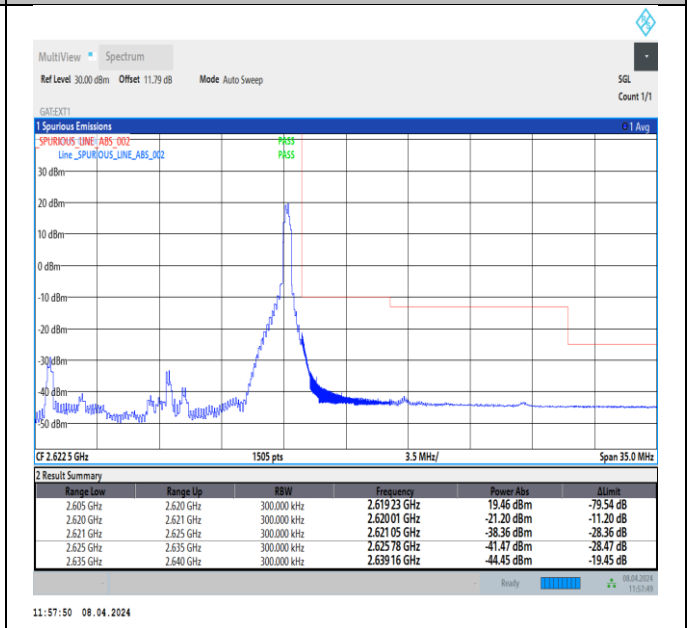 MultiView Spectrum
Ref Level 30.00 dBm Offset 11.79 dB Mode Auto Sweep SGL
Count 1/1
GAT:EXT1
1 Spurious Emissions 1 Avg
_SPURIOUS_LINE_ABS_002 PASS
Line _SPURIOUS_LINE_ABS_002 PASS
30 dBm
20 dBm
10 dBm
0 dBm
-10 dBm
-20 dBm
-30 dBm
-40 dBm
-50 dBm
CF 2.622 5 GHz 1505 pts 3.5 MHz/ Span 35.0 MHz
2 Result Summary
Range Low Range Up RBW Frequency Power Abs ΔLimit
2.605 GHz 2.620 GHz 300.000 kHz 2.619 23 GHz 19.46 dBm -79.54 dB
2.620 GHz 2.621 GHz 300.000 kHz 2.620 01 GHz -21.20 dBm -11.20 dB
2.621 GHz 2.625 GHz 300.000 kHz 2.621 05 GHz -38.36 dBm -28.36 dB
2.625 GHz 2.635 GHz 300.000 kHz 2.625 78 GHz -41.47 dBm -28.47 dB
2.635 GHz 2.640 GHz 300.000 kHz 2.639 16 GHz -44.45 dBm -19.45 dB
Ready 08.04.2024
11:57:49
11:57:50 08.04.2024